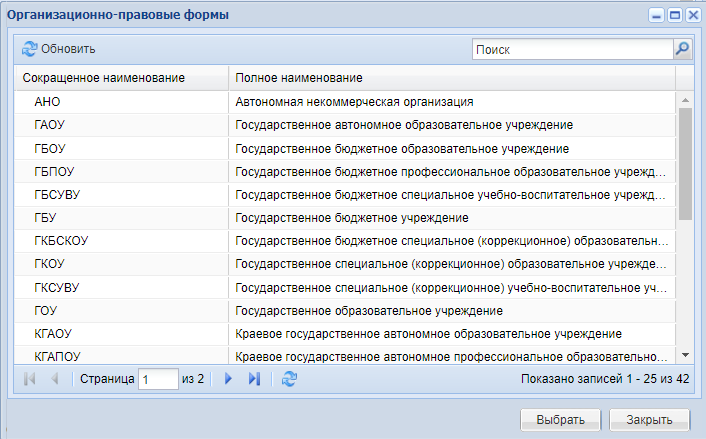 Организационно-правовые формы
Обновить Поиск
Сокращенное наименование Полное наименование
АНО Автономная некоммерческая организация
ГАОУ Государственное автономное образовательное учреждение
ГБОУ Государственное бюджетное образовательное учреждение
ГБПОУ Государственное бюджетное профессиональное образовательное учрежд...
ГБСУВУ Государственное бюджетное специальное учебно-воспитательное учрежд...
ГБУ Государственное бюджетное учреждение
ГКБСКОУ Государственное бюджетное специальное (коррекционное) образовательн...
ГКОУ Государственное специальное (коррекционное) образовательное учрежде...
ГКСУВУ Государственное специальное (коррекционное) учебно-воспитательное уч...
ГОУ Государственное образовательное учреждение
КГАОУ Краевое государственное автономное образовательное учреждение
КГАПОУ Краевое государственное автономное профессиональное образовательно...
Страница 1 из 2 Показано записей 1 - 25 из 42
Выбрать Закрыть